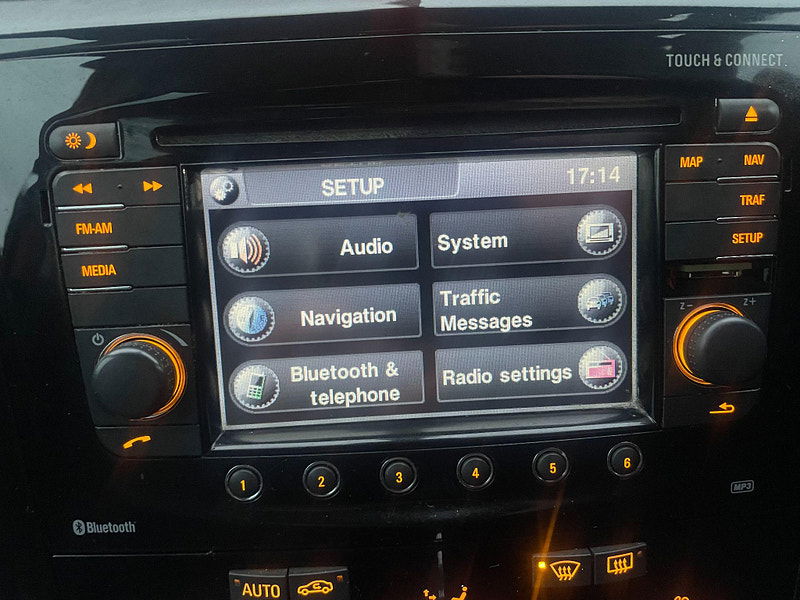 TOUCH & CONNECT.
MAP NAV
TRAF
SETUP
Z- Z+
FM-AM
MEDIA
SETUP 17:14
Audio System
Navigation Traffic
Messages
Bluetooth &
telephone Radio settings
1 2 3 4 5 6
MP3
Bluetooth
AUTO